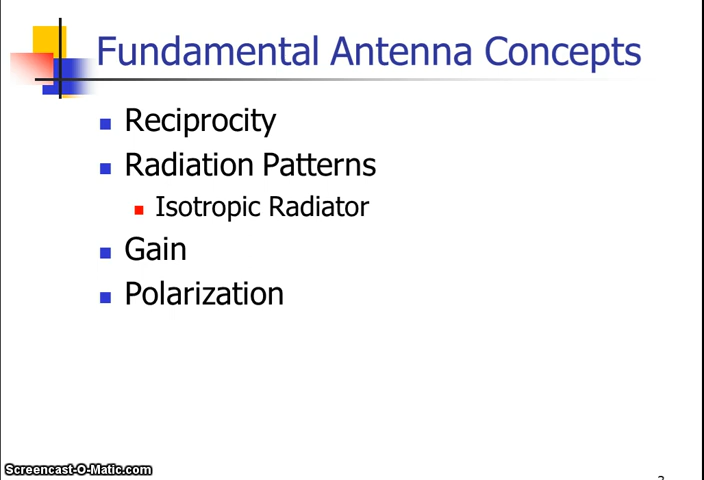 Fundamental Antenna Concepts
Reciprocity
Radiation Patterns
Isotropic Radiator
Gain
Polarization
Screencast-O-Matic.com